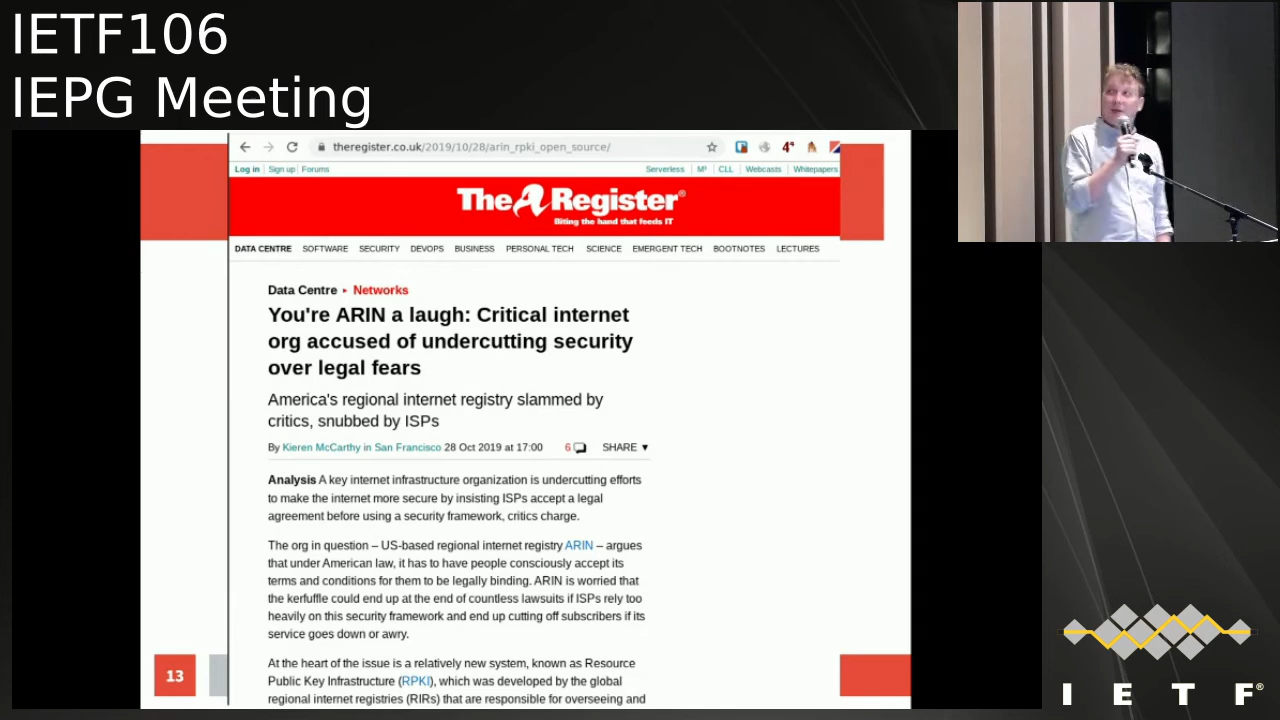 IETF106
IEPG Meeting
theregister.co.uk/2019/10/28/arin_rpki_open_source/
Log in | Sign up | Forums
Serverless | M³ | CLL | Webcasts | Whitepapers
The Register®
Biting the hand that feeds IT
DATA CENTRE SOFTWARE SECURITY DEVOPS BUSINESS PERSONAL TECH SCIENCE EMERGENT TECH BOOTNOTES LECTURES
Data Centre ▸ Networks
You're ARIN a laugh: Critical internet
org accused of undercutting security
over legal fears
America's regional internet registry slammed by
critics, snubbed by ISPs
By Kieren McCarthy in San Francisco 28 Oct 2019 at 17:00 6 SHARE ▼
Analysis A key internet infrastructure organization is undercutting efforts
to make the internet more secure by insisting ISPs accept a legal
agreement before using a security framework, critics charge.
The org in question – US-based regional internet registry ARIN – argues
that under American law, it has to have people consciously accept its
terms and conditions for them to be legally binding. ARIN is worried that
the kerfuffle could end up at the end of countless lawsuits if ISPs rely too
heavily on this security framework and end up cutting off subscribers if its
service goes down or awry.
At the heart of the issue is a relatively new system, known as Resource
Public Key Infrastructure (RPKI), which was developed by the global
regional internet registries (RIRs) that are responsible for overseeing and
13
I E T F®